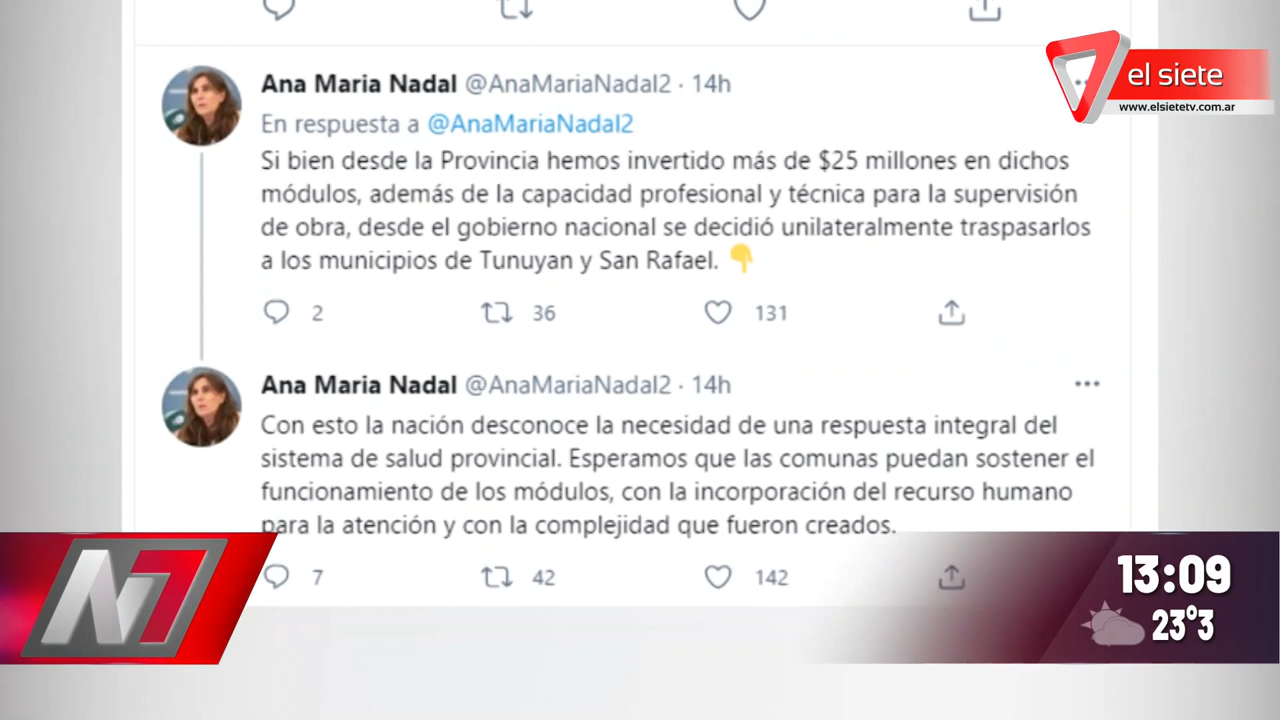 el siete
www.elsietetv.com.ar
Ana Maria Nadal @AnaMariaNadal2 · 14h
En respuesta a @AnaMariaNadal2
Si bien desde la Provincia hemos invertido más de $25 millones en dichos
módulos, además de la capacidad profesional y técnica para la supervisión
de obra, desde el gobierno nacional se decidió unilateralmente traspasarlos
a los municipios de Tunuyan y San Rafael. 👇
2 36 131
Ana Maria Nadal @AnaMariaNadal2 · 14h
Con esto la nación desconoce la necesidad de una respuesta integral del
sistema de salud provincial. Esperamos que las comunas puedan sostener el
funcionamiento de los módulos, con la incorporación del recurso humano
para la atención y con la complejidad que fueron creados.
7 42 142
N7
13:09
23°3